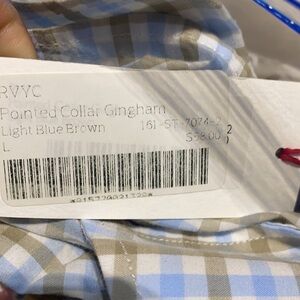 RVYC
Pointed Collar Gingham
Light Blue Brown 161-ST-7074-2
L $58.00